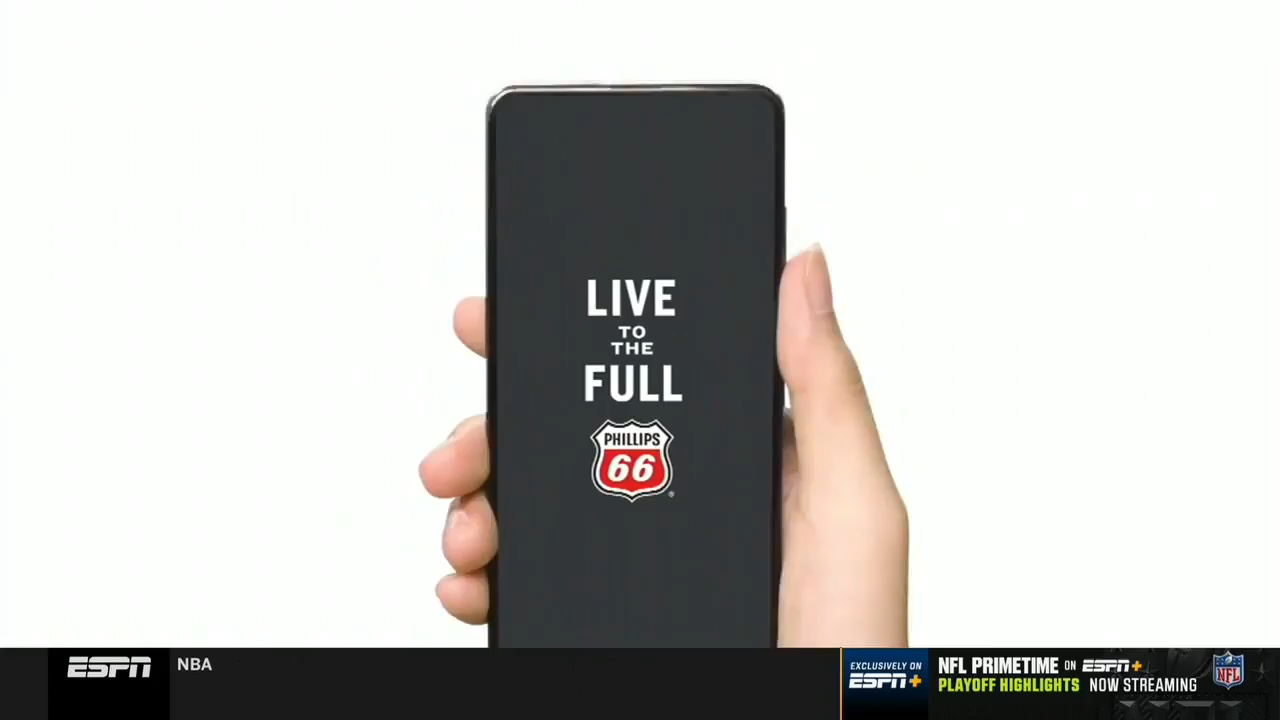 LIVE
TO
THE
FULL
PHILLIPS
66
®
ESPN
NBA
EXCLUSIVELY ON
ESPN+
NFL PRIMETIME ON ESPN+
PLAYOFF HIGHLIGHTS NOW STREAMING
NFL